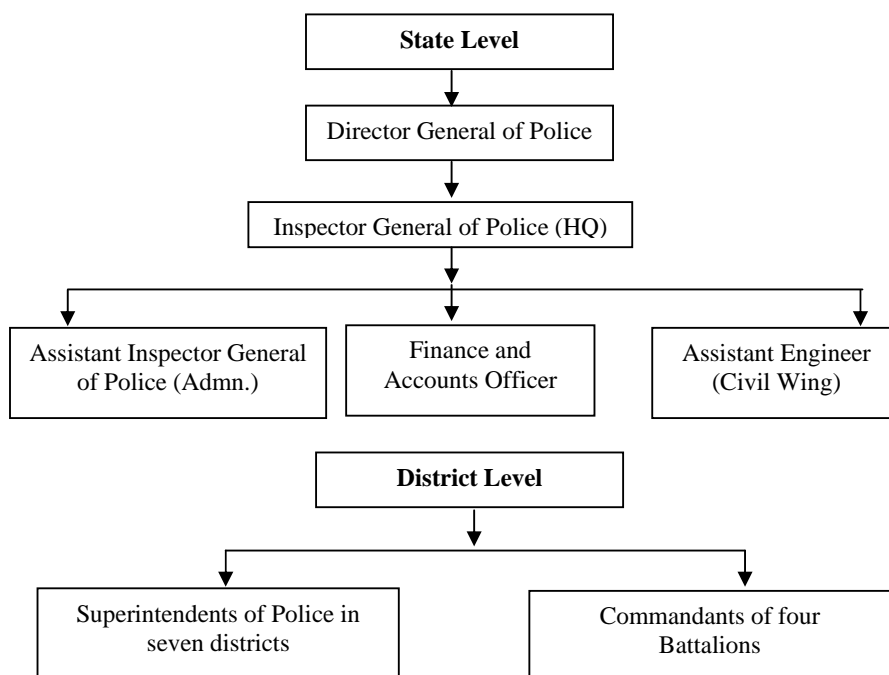 State Level
Director General of Police
Inspector General of Police (HQ)
Assistant Inspector General
of Police (Admn.)
Finance and
Accounts Officer
Assistant Engineer
(Civil Wing)
District Level
Superintendents of Police in
seven districts
Commandants of four
Battalions